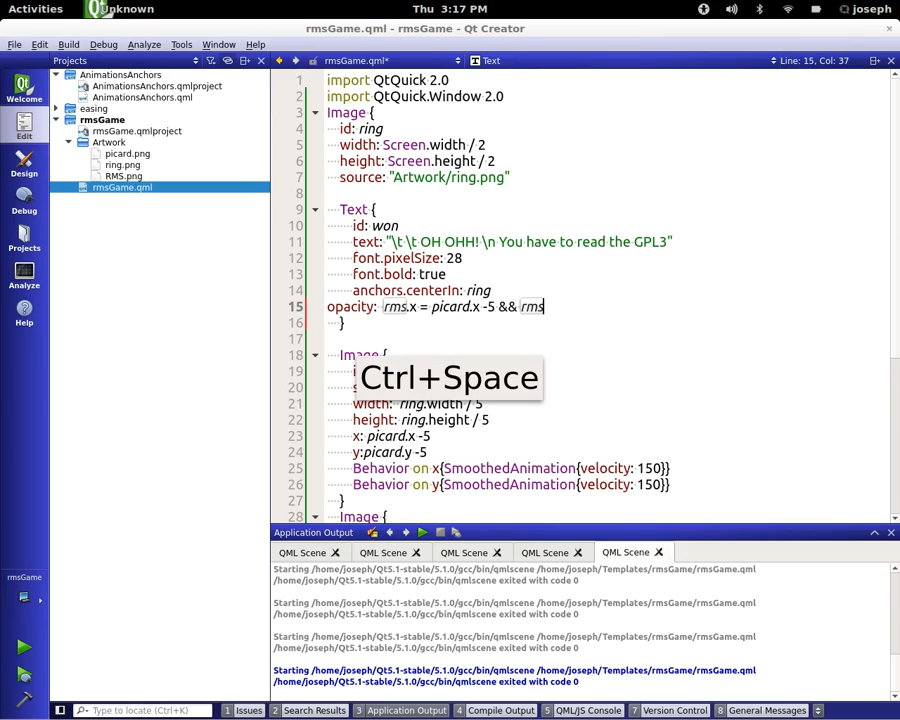 Activities Unknown Thu 3:17 PM joseph
rmsGame.qml - rmsGame - Qt Creator
File Edit Build Debug Analyze Tools Window Help
Projects rmsGame.qml* Text Line: 15, Col: 37
Welcome
Edit
Design
Debug
Projects
Analyze
Help
rmsGame
AnimationsAnchors
AnimationsAnchors.qmlproject
AnimationsAnchors.qml
easing
rmsGame
rmsGame.qmlproject
Artwork
picard.png
ring.png
RMS.png
rmsGame.qml
1 import QtQuick 2.0
2 import QtQuick.Window 2.0
3 Image {
4 id: ring
5 width: Screen.width / 2
6 height: Screen.height / 2
7 source: "Artwork/ring.png"
8
9 Text {
10 id: won
11 text: "\t \t OH OHH! \n You have to read the GPL3"
12 font.pixelSize: 28
13 font.bold: true
14 anchors.centerIn: ring
15 opacity: rms.x = picard.x -5 && rms
16 }
17
18 Image {
19
20
Ctrl+Space
21 width: ring.width / 5
22 height: ring.height / 5
23 x: picard.x -5
24 y:picard.y -5
25 Behavior on x{SmoothedAnimation{velocity: 150}}
26 Behavior on y{SmoothedAnimation{velocity: 150}}
27 }
28 Image {
Application Output
QML Scene QML Scene QML Scene QML Scene QML Scene
Starting /home/joseph/Qt5.1-stable/5.1.0/gcc/bin/qmlscene /home/joseph/Templates/rmsGame/rmsGame.qml
/home/joseph/Qt5.1-stable/5.1.0/gcc/bin/qmlscene exited with code 0
Starting /home/joseph/Qt5.1-stable/5.1.0/gcc/bin/qmlscene /home/joseph/Templates/rmsGame/rmsGame.qml
/home/joseph/Qt5.1-stable/5.1.0/gcc/bin/qmlscene exited with code 0
Starting /home/joseph/Qt5.1-stable/5.1.0/gcc/bin/qmlscene /home/joseph/Templates/rmsGame/rmsGame.qml
/home/joseph/Qt5.1-stable/5.1.0/gcc/bin/qmlscene exited with code 0
Starting /home/joseph/Qt5.1-stable/5.1.0/gcc/bin/qmlscene /home/joseph/Templates/rmsGame/rmsGame.qml
/home/joseph/Qt5.1-stable/5.1.0/gcc/bin/qmlscene exited with code 0
Type to locate (Ctrl+K) 1 Issues 2 Search Results 3 Application Output 4 Compile Output 5 QML/JS Console 7 Version Control 8 General Messages